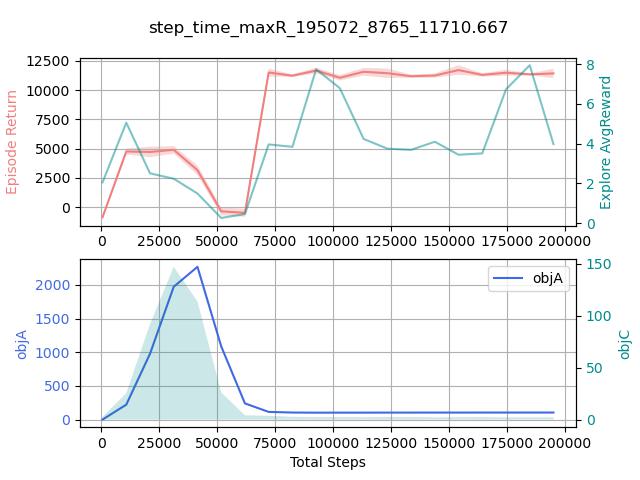 step_time_maxR_195072_8765_11710.667
12500
10000
7500
5000
2500
0
Episode Return
8
6
4
2
0
Explore AvgReward
0 25000 50000 75000 100000 125000 150000 175000 200000
2000
1500
1000
500
0
objA
objA
150
100
50
0
objC
0 25000 50000 75000 100000 125000 150000 175000 200000
Total Steps